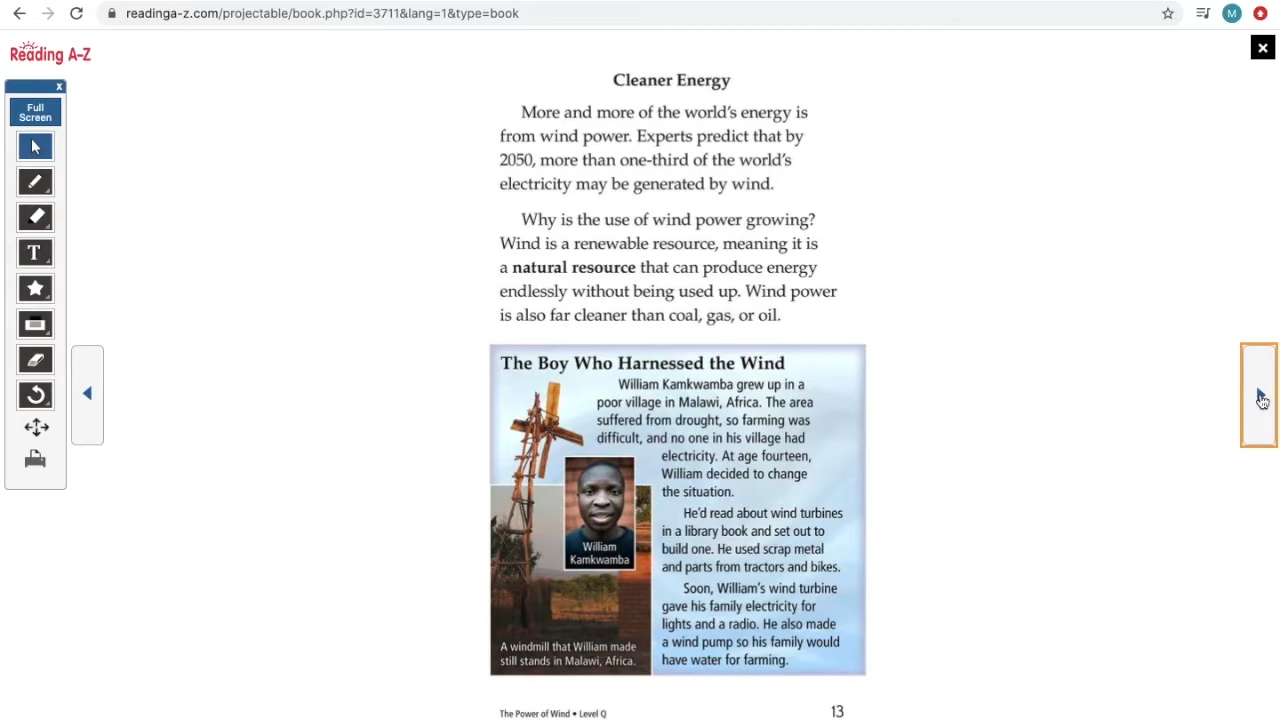 readinga-z.com/projectable/book.php?id=3711&lang=1&type=book
M
Reading A-Z
x
Full
Screen
T
Cleaner Energy
More and more of the world's energy is
from wind power. Experts predict that by
2050, more than one-third of the world's
electricity may be generated by wind.
Why is the use of wind power growing?
Wind is a renewable resource, meaning it is
a natural resource that can produce energy
endlessly without being used up. Wind power
is also far cleaner than coal, gas, or oil.
The Boy Who Harnessed the Wind
William Kamkwamba grew up in a
poor village in Malawi, Africa. The area
suffered from drought, so farming was
difficult, and no one in his village had
electricity. At age fourteen,
William decided to change
the situation.
He'd read about wind turbines
in a library book and set out to
build one. He used scrap metal
and parts from tractors and bikes.
Soon, William's wind turbine
gave his family electricity for
lights and a radio. He also made
a wind pump so his family would
have water for farming.
William
Kamkwamba
A windmill that William made
still stands in Malawi, Africa.
The Power of Wind • Level Q
13